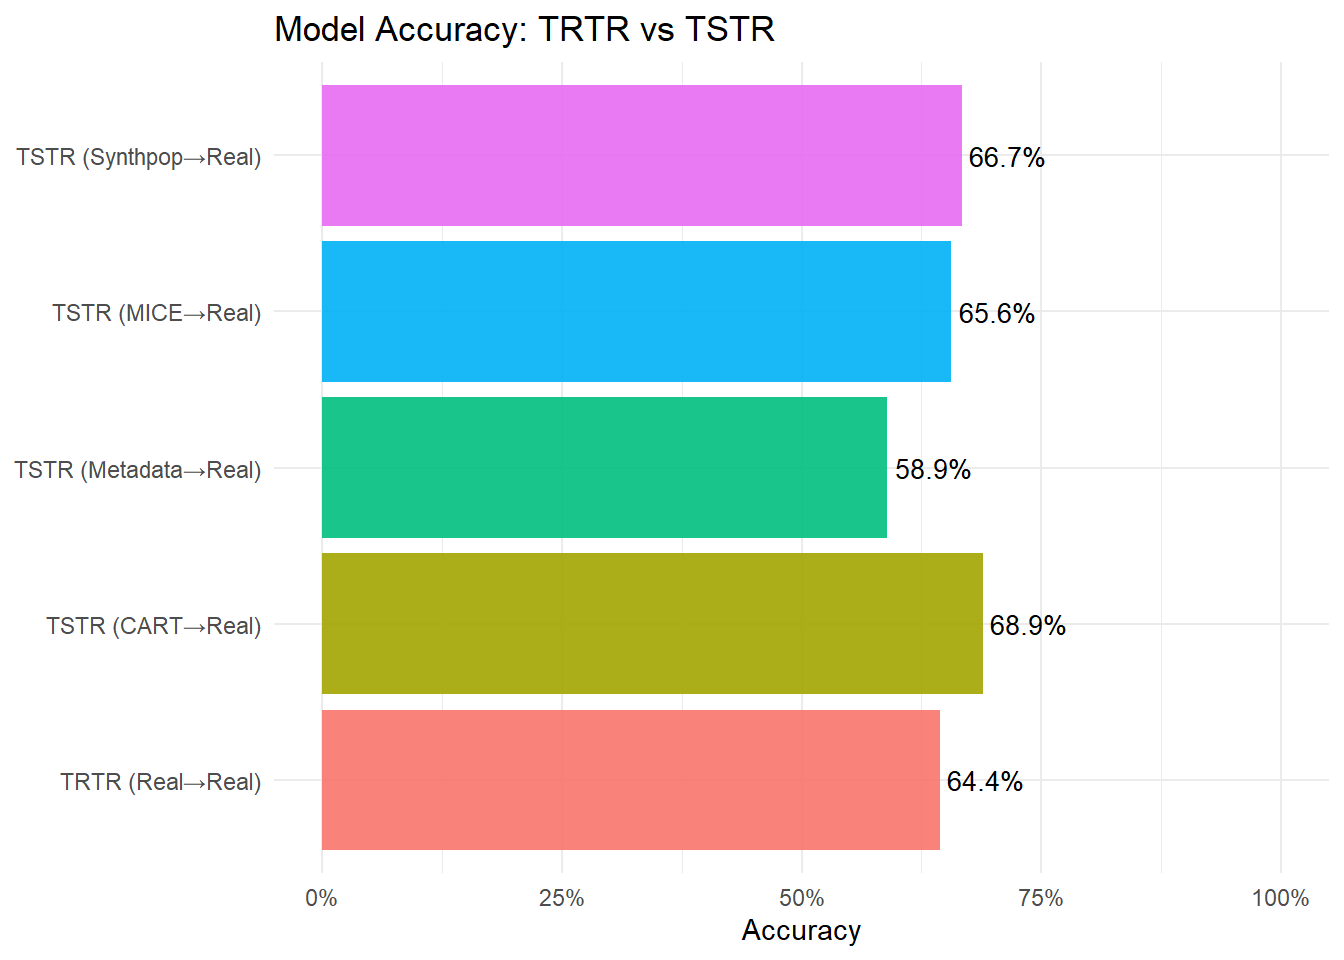 Model Accuracy: TRTR vs TSTR
TSTR (Synthpop→Real)
66.7%
TSTR (MICE→Real)
65.6%
TSTR (Metadata→Real)
58.9%
TSTR (CART→Real)
68.9%
TRTR (Real→Real)
64.4%
0% 25% 50% 75% 100%
Accuracy